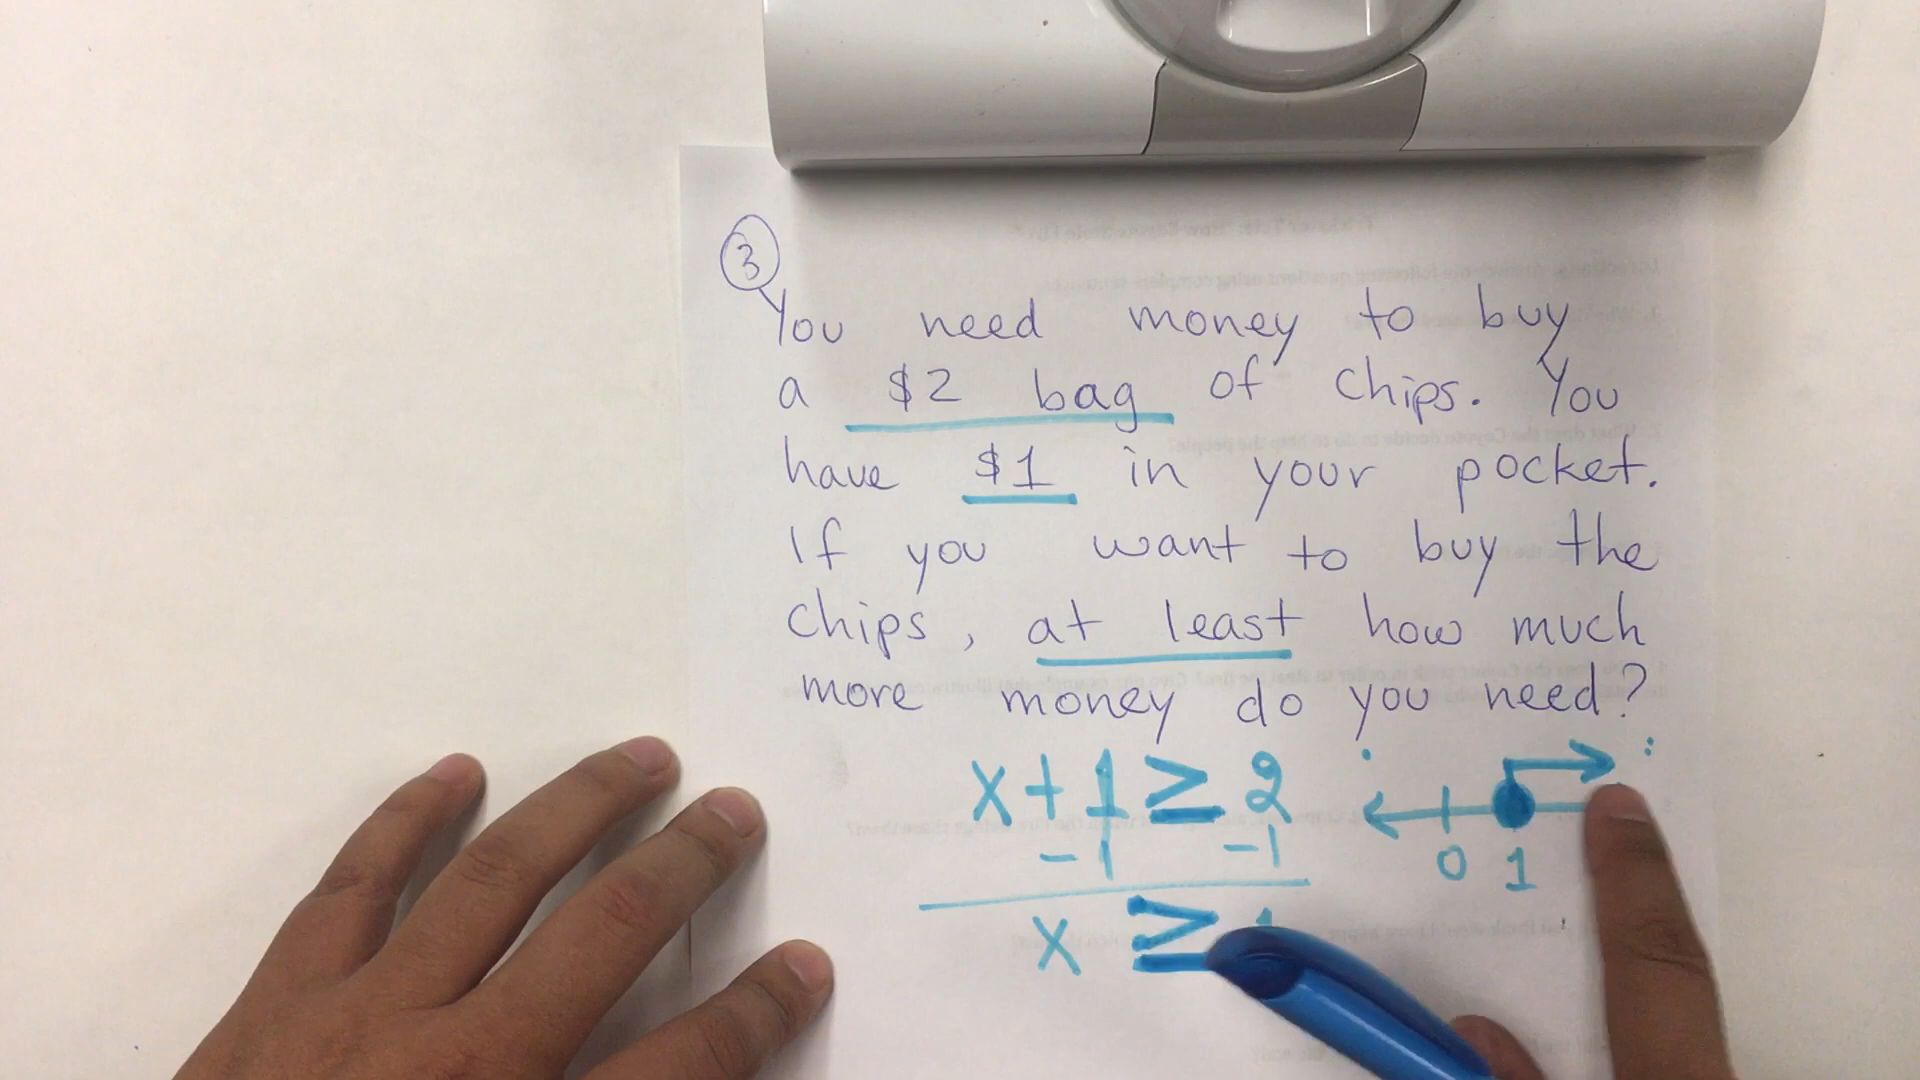 3
You need money to buy
a $2 bag of chips. You
have $1 in your pocket.
If you want to buy the
chips, at least how much
more money do you need?
x + 1 ≥ 2
- 1 -1
x ≥ 1
0 1